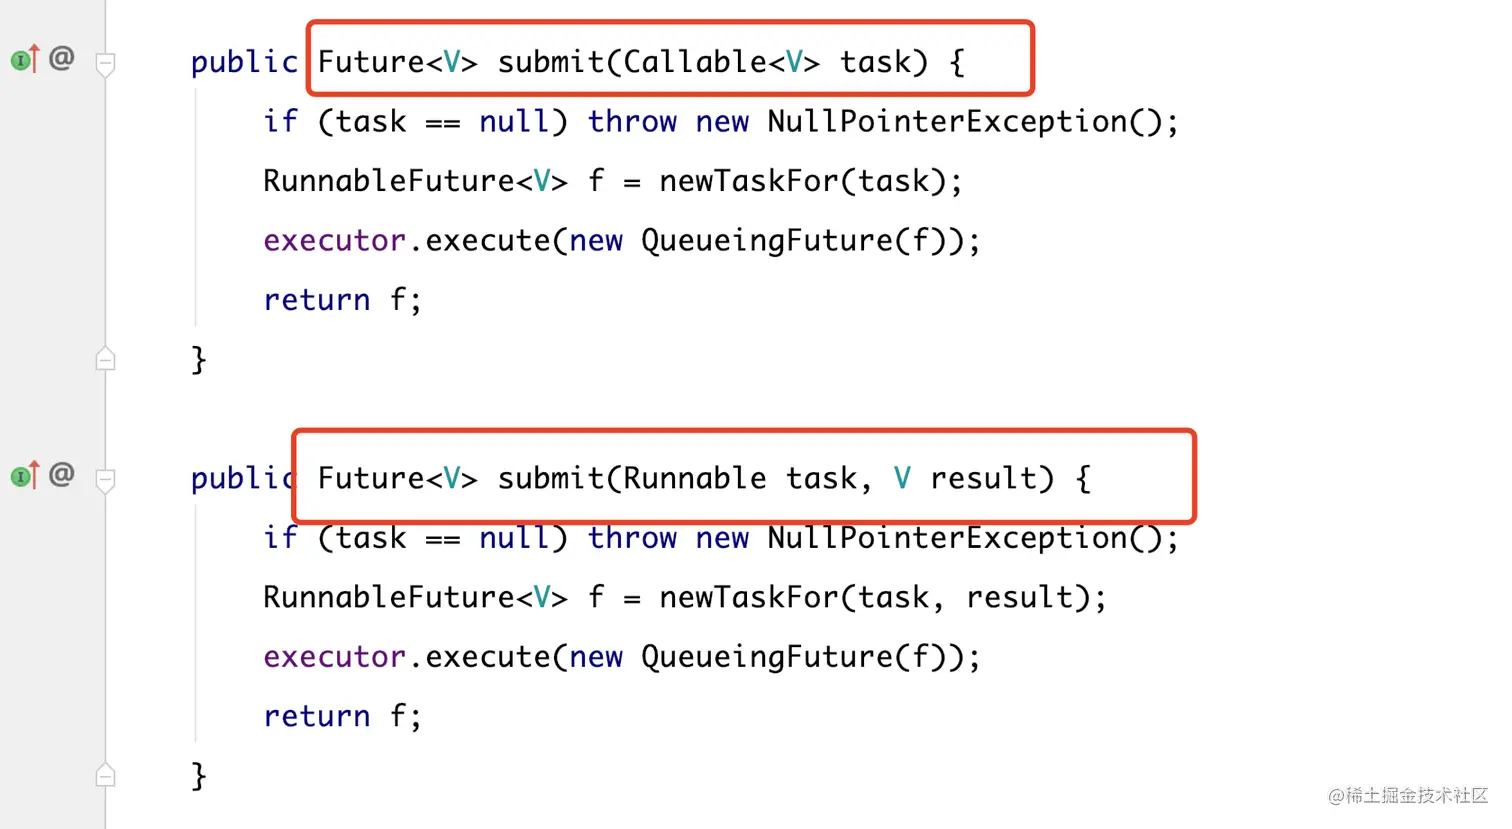 public Future<V> submit(Callable<V> task) {
if (task == null) throw new NullPointerException();
RunnableFuture<V> f = newTaskFor(task);
executor.execute(new QueueingFuture(f));
return f;
}
public Future<V> submit(Runnable task, V result) {
if (task == null) throw new NullPointerException();
RunnableFuture<V> f = newTaskFor(task, result);
executor.execute(new QueueingFuture(f));
return f;
}
@稀土掘金技术社区